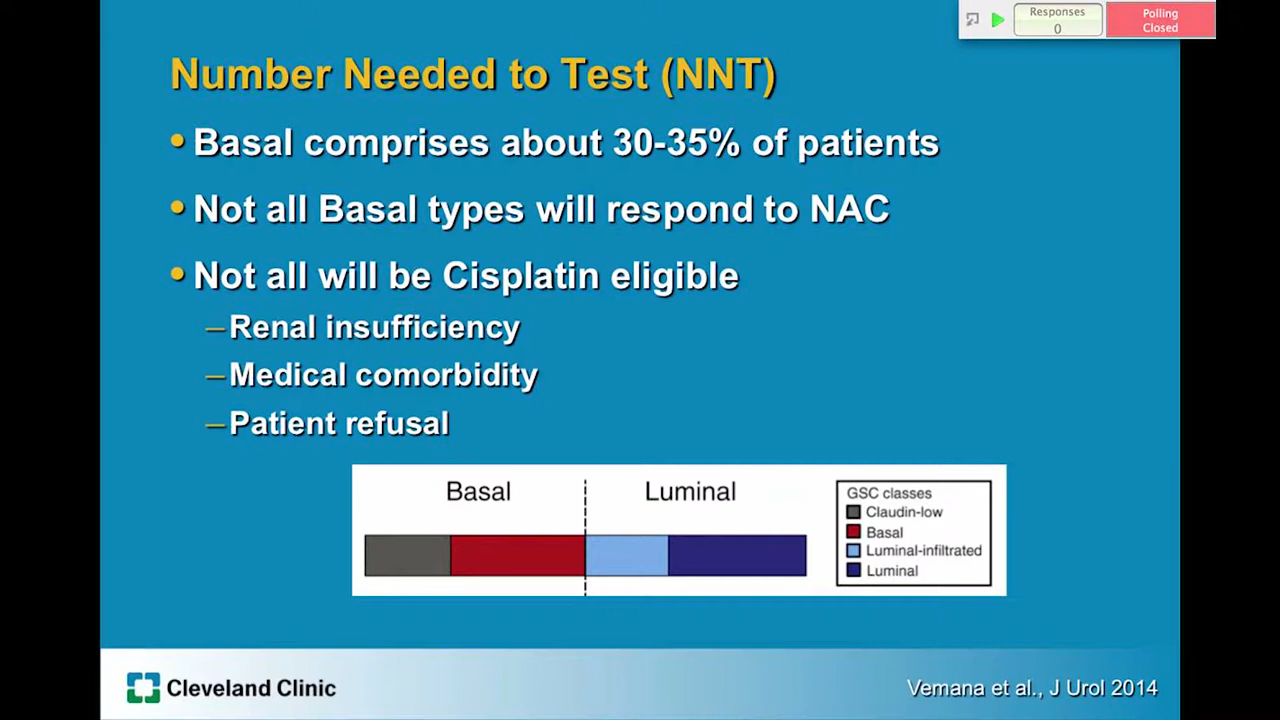 Responses
0
Polling
Closed
Number Needed to Test (NNT)
• Basal comprises about 30-35% of patients
• Not all Basal types will respond to NAC
• Not all will be Cisplatin eligible
–Renal insufficiency
–Medical comorbidity
–Patient refusal
Basal
Luminal
GSC classes
Claudin-low
Basal
Luminal-infiltrated
Luminal
Cleveland Clinic
Vemana et al., J Urol 2014